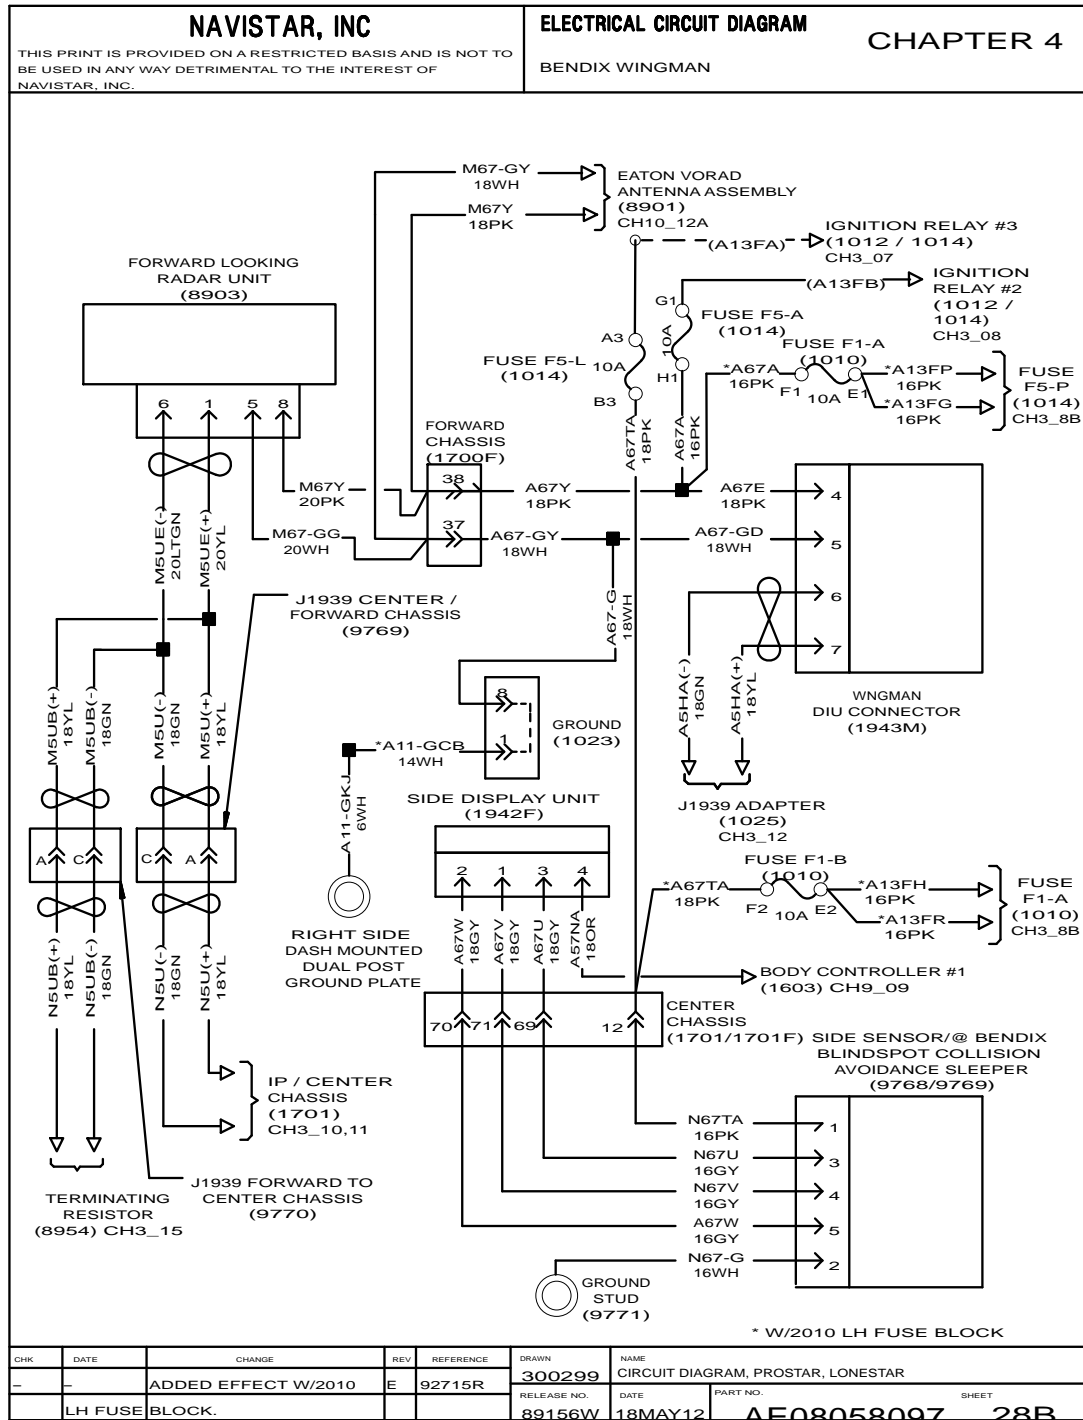 NAVISTAR, INC
THIS PRINT IS PROVIDED ON A RESTRICTED BASIS AND IS NOT TO
BE USED IN ANY WAY DETRIMENTAL TO THE INTEREST OF
NAVISTAR, INC.
ELECTRICAL CIRCUIT DIAGRAM
BENDIX WINGMAN
CHAPTER 4
M67-GY
18WH
M67Y
18PK
EATON VORAD
ANTENNA ASSEMBLY
(8901)
CH10_12A
(A13FA)
IGNITION RELAY #3
(1012 / 1014)
CH3_07
(A13FB)
IGNITION
RELAY #2
(1012 /
1014)
CH3_08
FORWARD LOOKING
RADAR UNIT
(8903)
6
1
5
8
G1
FUSE F5-A
(1014)
10A
H1
A3
FUSE F5-L
(1014)
10A
B3
FUSE F1-A
(1010)
*A67A
16PK
F1
10A
E1
*A13FP
16PK
*A13FG
16PK
FUSE
F5-P
(1014)
CH3_8B
A67TA
18PK
A67A
16PK
FORWARD
CHASSIS
(1700F)
38
37
M67Y
20PK
M67-GG
20WH
A67Y
18PK
A67E
18PK
4
A67-GY
18WH
A67-GD
18WH
5
6
7
M5UE(-)
20LTGN
M5UE(+)
20YL
J1939 CENTER /
FORWARD CHASSIS
(9769)
A67-G
18WH
A5HA(-)
18GN
A5HA(+)
18YL
WNGMAN
DIU CONNECTOR
(1943M)
M5UB(+)
18YL
M5UB(-)
18GN
M5U(-)
18GN
M5U(+)
18YL
8
1
GROUND
(1023)
*A11-GCB
14WH
A11-GKJ
6WH
J1939 ADAPTER
(1025)
CH3_12
SIDE DISPLAY UNIT
(1942F)
2
1
3
4
A
C
C
A
FUSE F1-B
(1010)
*A67TA
18PK
F2
10A
E2
*A13FH
16PK
*A13FR
16PK
FUSE
F1-A
(1010)
CH3_8B
RIGHT SIDE
DASH MOUNTED
DUAL POST
GROUND PLATE
A67W
18GY
A67V
18GY
A67U
18GY
A57NA
18OR
BODY CONTROLLER #1
(1603) CH9_09
N5UB(+)
18YL
N5UB(-)
18GN
N5U(-)
18GN
N5U(+)
18YL
70
71
69
12
CENTER
CHASSIS
(1701/1701F)
SIDE SENSOR/@ BENDIX
BLINDSPOT COLLISION
AVOIDANCE SLEEPER
(9768/9769)
IP / CENTER
CHASSIS
(1701)
CH3_10,11
N67TA
16PK
1
N67U
16GY
3
N67V
16GY
4
A67W
16GY
5
N67-G
16WH
2
TERMINATING
RESISTOR
(8954) CH3_15
J1939 FORWARD TO
CENTER CHASSIS
(9770)
GROUND
STUD
(9771)
* W/2010 LH FUSE BLOCK
CHK
DATE
CHANGE
REV
REFERENCE
DRAWN
300299
NAME
CIRCUIT DIAGRAM, PROSTAR, LONESTAR
–
–
ADDED EFFECT W/2010
E
92715R
LH FUSE BLOCK.
RELEASE NO.
89156W
DATE
18MAY12
PART NO.
AE08058097
SHEET
28B